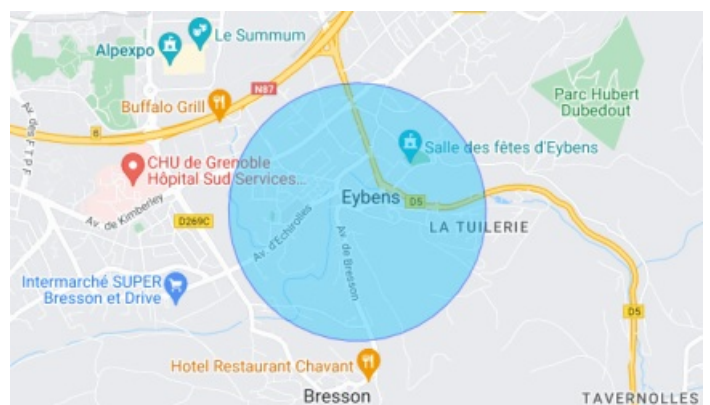 Le Summum
Alpexpo
N87
Buffalo Grill
Parc Hubert
Dubedout
Av. des F.T.P.F.
8
Salle des fêtes d'Eybens
CHU de Grenoble
Hôpital Sud Services...
Av. de Kimberley
Eybens
D5
D269C
LA TUILERIE
Av. d'Echirolles
Av. de Bresson
Intermarché SUPER
Bresson et Drive
D5
Hotel Restaurant Chavant
Bresson
TAVERNOLLES